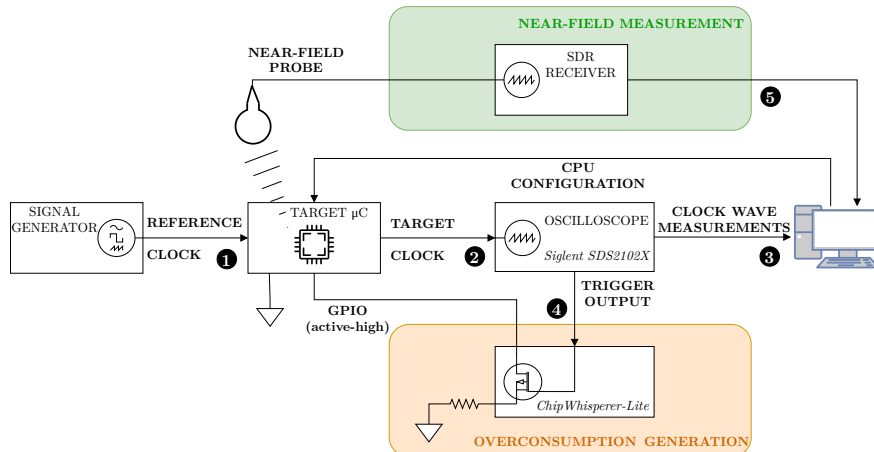 NEAR-FIELD MEASUREMENT
NEAR-FIELD
PROBE
SDR
RECEIVER
5
CPU
CONFIGURATION
SIGNAL
GENERATOR
REFERENCE
CLOCK
1
TARGET μC
TARGET
CLOCK
2
OSCILLOSCOPE
Siglent SDS2102X
CLOCK WAVE
MEASUREMENTS
3
TRIGGER
OUTPUT
4
GPIO
(active-high)
ChipWhisperer-Lite
OVERCONSUMPTION GENERATION